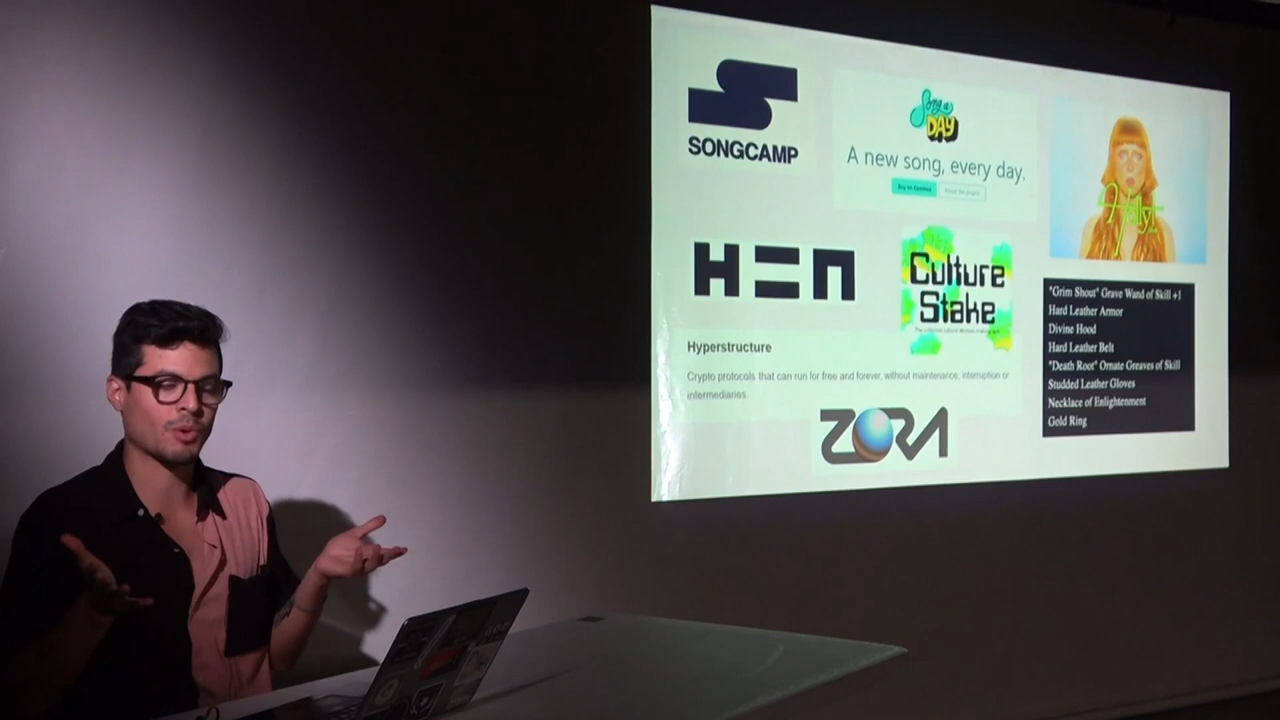 SONGCAMP
Song a
DAY
A new song, every day.
HEN
Culture
Stake
Hyperstructure
Crypto protocols that can run for free and forever, without maintenance, interruption or
intermediaries.
ZORA
Holly+
"Grim Shout" Grave Wand of Skill +1
Hard Leather Armor
Divine Hood
Hard Leather Belt
"Death Root" Ornate Greaves of Skill
Studded Leather Gloves
Necklace of Enlightenment
Gold Ring